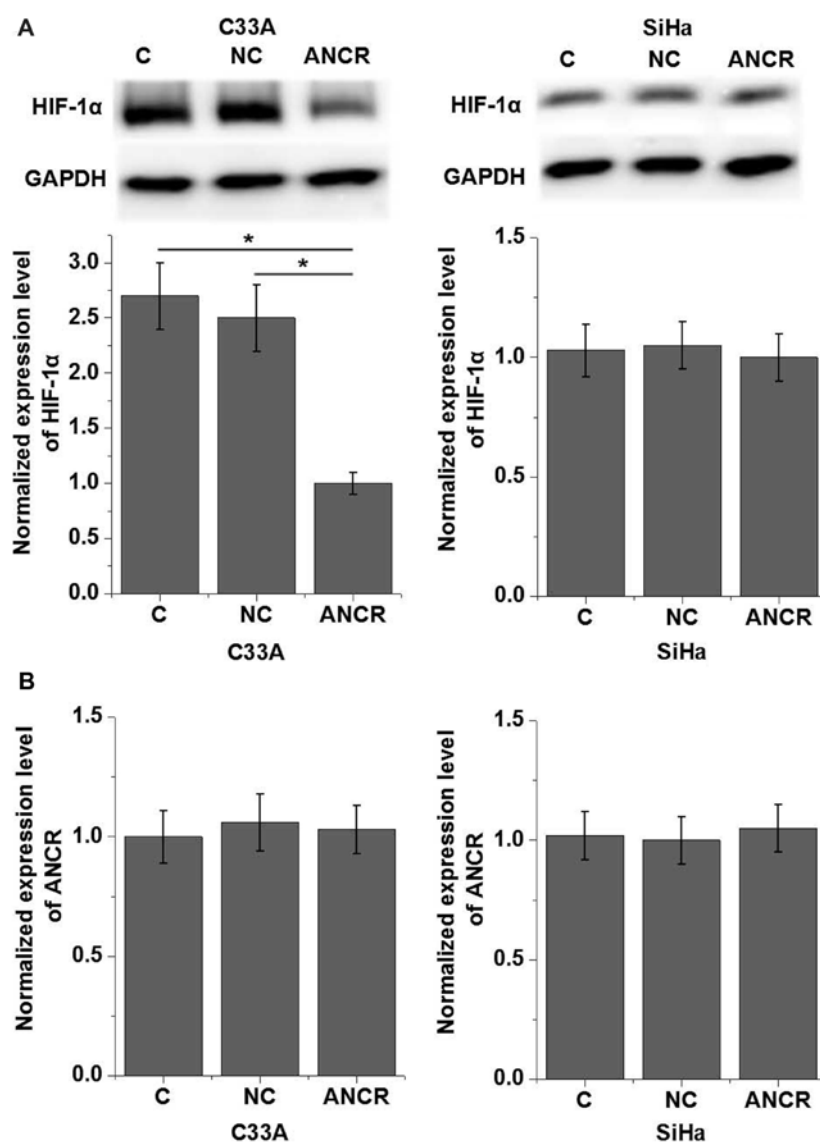 A
C33A
C NC ANCR
HIF-1α
GAPDH
SiHa
C NC ANCR
HIF-1α
GAPDH
Normalized expression level
of HIF-1α
3.0
2.5
2.0
1.5
1.0
0.5
0.0
*
*
C NC ANCR
C33A
Normalized expression level
of HIF-1α
1.5
1.0
0.5
0.0
C NC ANCR
SiHa
B
Normalized expression level
of ANCR
1.5
1.0
0.5
0.0
C NC ANCR
C33A
Normalized expression level
of ANCR
1.5
1.0
0.5
0.0
C NC ANCR
SiHa